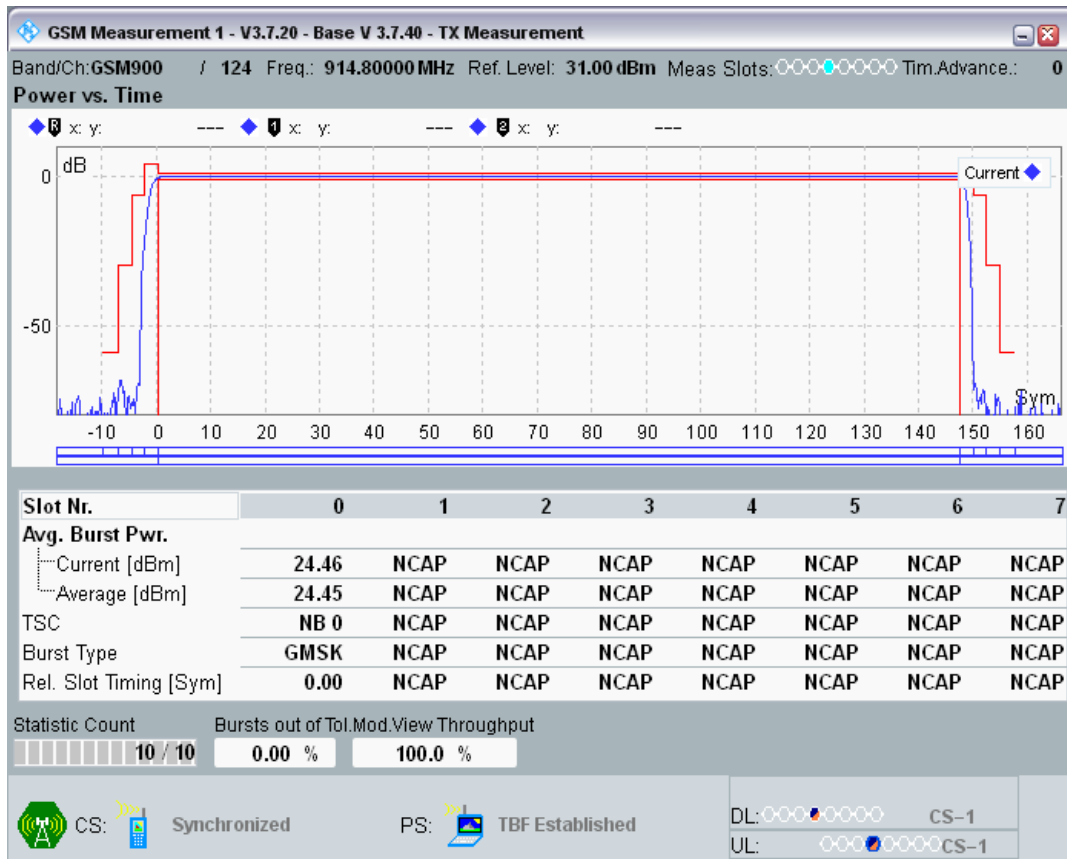 GSM Measurement 1 - V3.7.20 - Base V 3.7.40 - TX Measurement
Band/Ch:GSM900 / 124 Freq.: 914.80000 MHz Ref. Level: 31.00 dBm Meas Slots: Tim.Advance.: 0
Power vs. Time
R x: y: --- 1 x: y: --- 2 x: y: ---
dB
Current
0
-50
Sym
-10 0 10 20 30 40 50 60 70 80 90 100 110 120 130 140 150 160
Slot Nr. 0 1 2 3 4 5 6 7
Avg. Burst Pwr.
Current [dBm] 24.46 NCAP NCAP NCAP NCAP NCAP NCAP NCAP
Average [dBm] 24.45 NCAP NCAP NCAP NCAP NCAP NCAP NCAP
TSC NB 0 NCAP NCAP NCAP NCAP NCAP NCAP NCAP
Burst Type GMSK NCAP NCAP NCAP NCAP NCAP NCAP NCAP
Rel. Slot Timing [Sym] 0.00 NCAP NCAP NCAP NCAP NCAP NCAP NCAP
Statistic Count Bursts out of Tol. Mod.View Throughput
10 / 10 0.00 % 100.0 %
CS: Synchronized PS: TBF Established
DL: CS-1
UL: CS-1